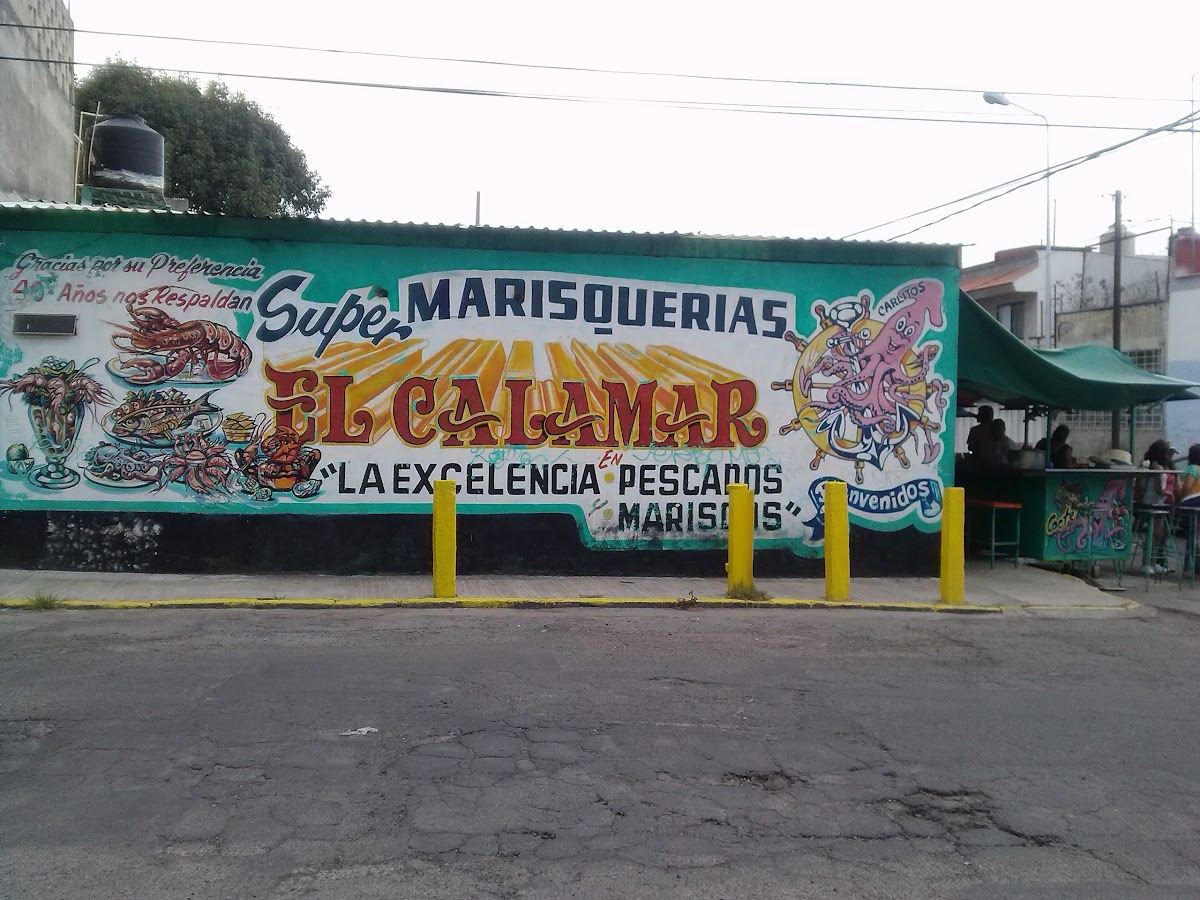 Gracias por su Preferencia
40 Años nos Respaldan
Super MARISQUERIAS
EL CALAMAR
"LA EXCELENCIA EN PESCADOS
MARISCOS"
CARLITOS
Bienvenidos